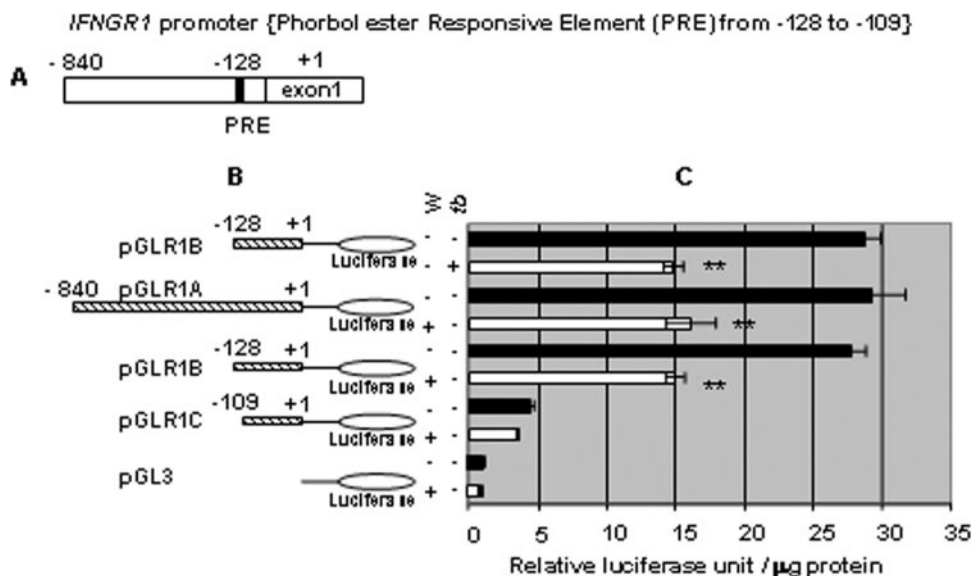 IFNGR1 promoter {Phorbol ester Responsive Element (PRE) from -128 to -109}
A
- 840 -128 +1
exon1
PRE
B C
W tb
-128 +1
pGLR1B
Luciferase
- -
- +
**
- 840 pGLR1A +1
Luciferase
- -
+ -
**
-128 +1
pGLR1B
Luciferase
- -
+ -
**
-109 +1
pGLR1C
Luciferase
- -
+ -
pGL3
Luciferase
- -
+ -
0 5 10 15 20 25 30 35
Relative luciferase unit / µg protein